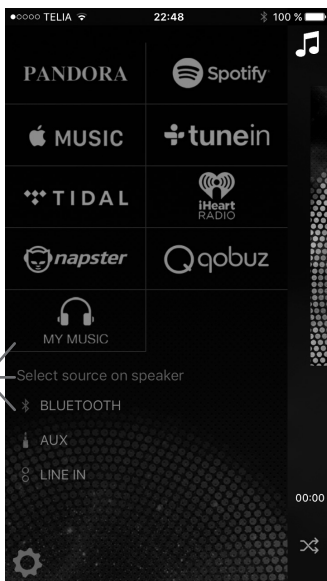 TELIA 22:48 100 %
PANDORA Spotify
MUSIC tunein
TIDAL iHeart RADIO
napster qobuz
MY MUSIC
Select source on speaker
BLUETOOTH
AUX
LINE IN
00:00